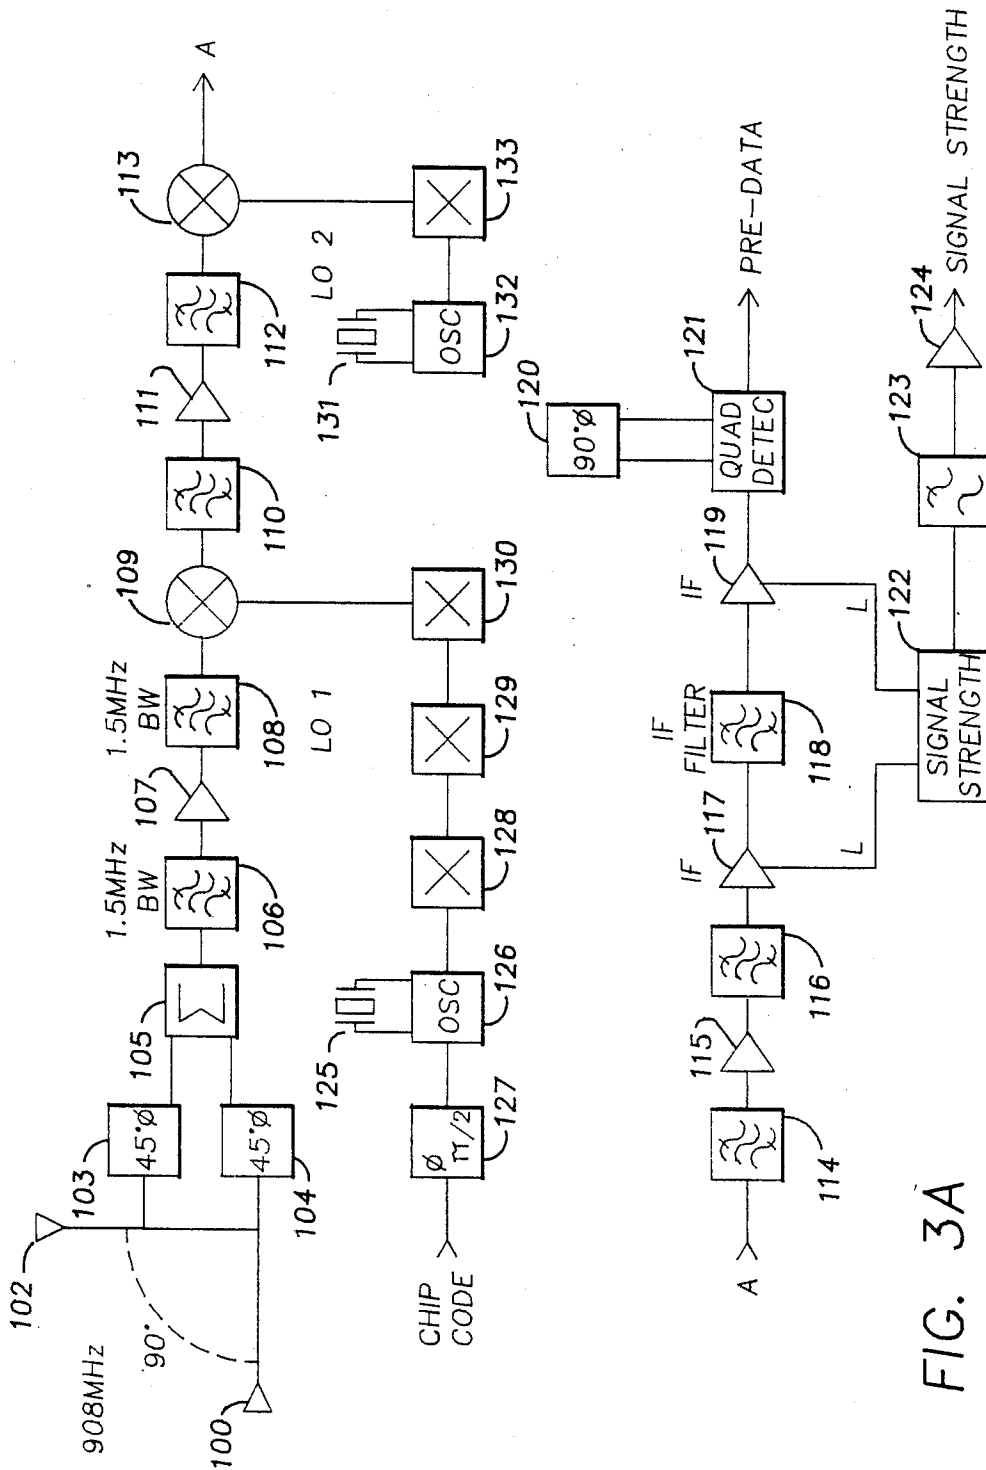 908MHz
90°
102
100
103
45°Ø
104
45°Ø
105
Σ
1.5MHz
BW
106
107
1.5MHz
BW
108
109
110
111
112
113
A
LO 1
LO 2
CHIP
CODE
Ø
π/2
127
125
OSC
126
128
129
130
131
OSC
132
133
A
114
115
116
IF
117
IF
FILTER
118
IF
119
90°Ø
120
QUAD
DETEC
121
PRE-DATA
L
L
SIGNAL
STRENGTH
122
123
124
SIGNAL STRENGTH
FIG. 3A